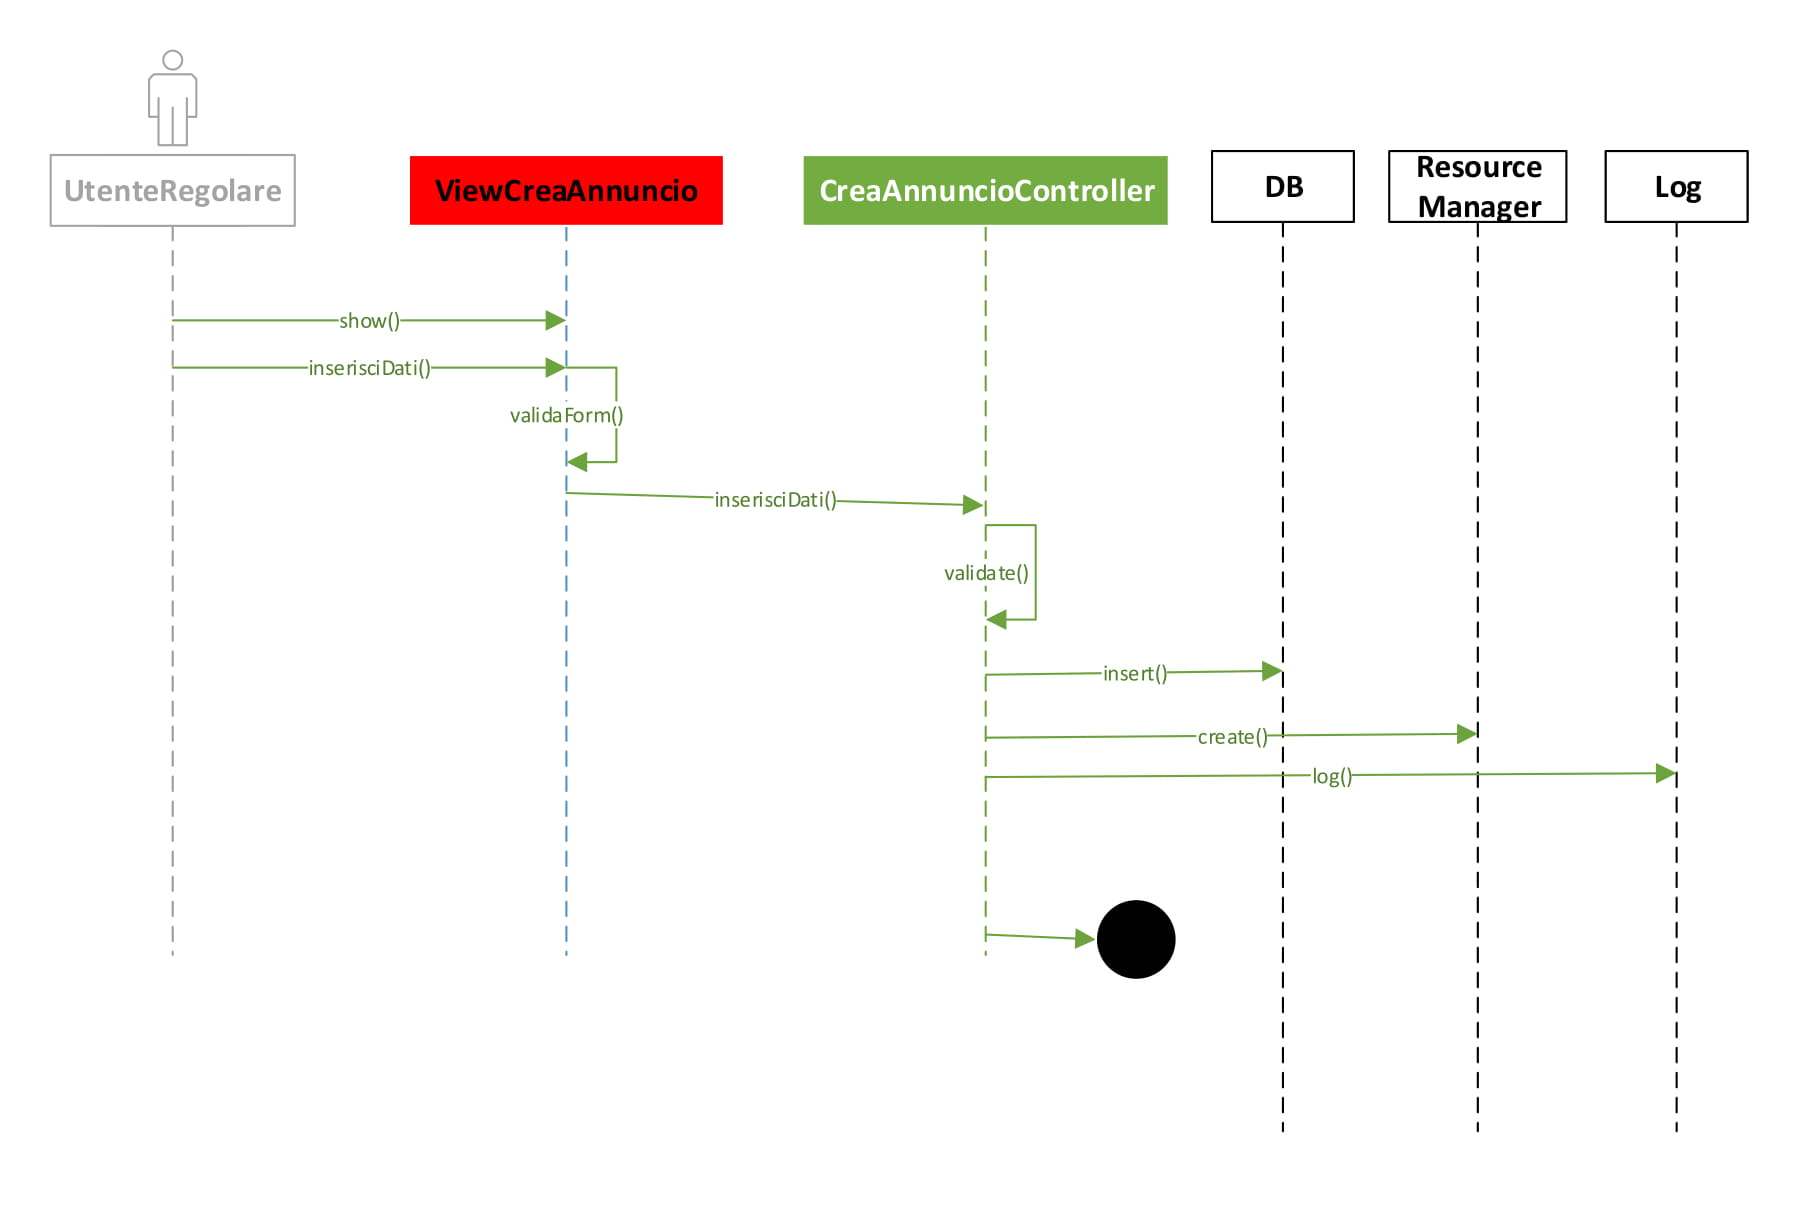 UtenteRegolare
ViewCreaAnnuncio
CreaAnnuncioController
DB
Resource
Manager
Log
show()
inserisciDati()
validaForm()
inserisciDati()
validate()
insert()
create()
log()